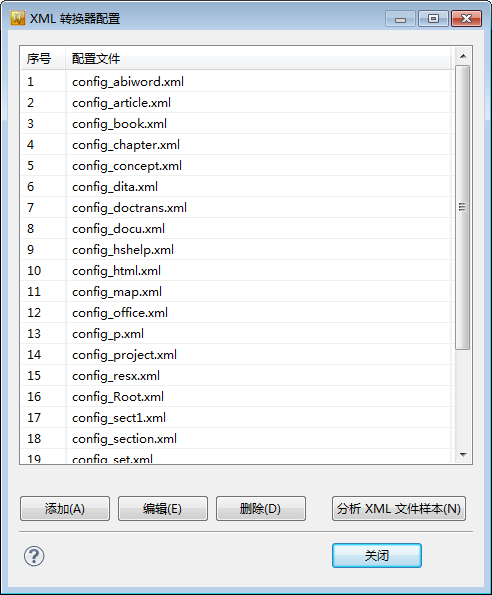 XML 转换器配置
序号 配置文件
1 config_abiword.xml
2 config_article.xml
3 config_book.xml
4 config_chapter.xml
5 config_concept.xml
6 config_dita.xml
7 config_doctrans.xml
8 config_docu.xml
9 config_hshelp.xml
10 config_html.xml
11 config_map.xml
12 config_office.xml
13 config_p.xml
14 config_project.xml
15 config_resx.xml
16 config_Root.xml
17 config_sect1.xml
18 config_section.xml
19 config_set.xml
添加(A) 编辑(E) 删除(D) 分析 XML 文件样本(N)
? 关闭